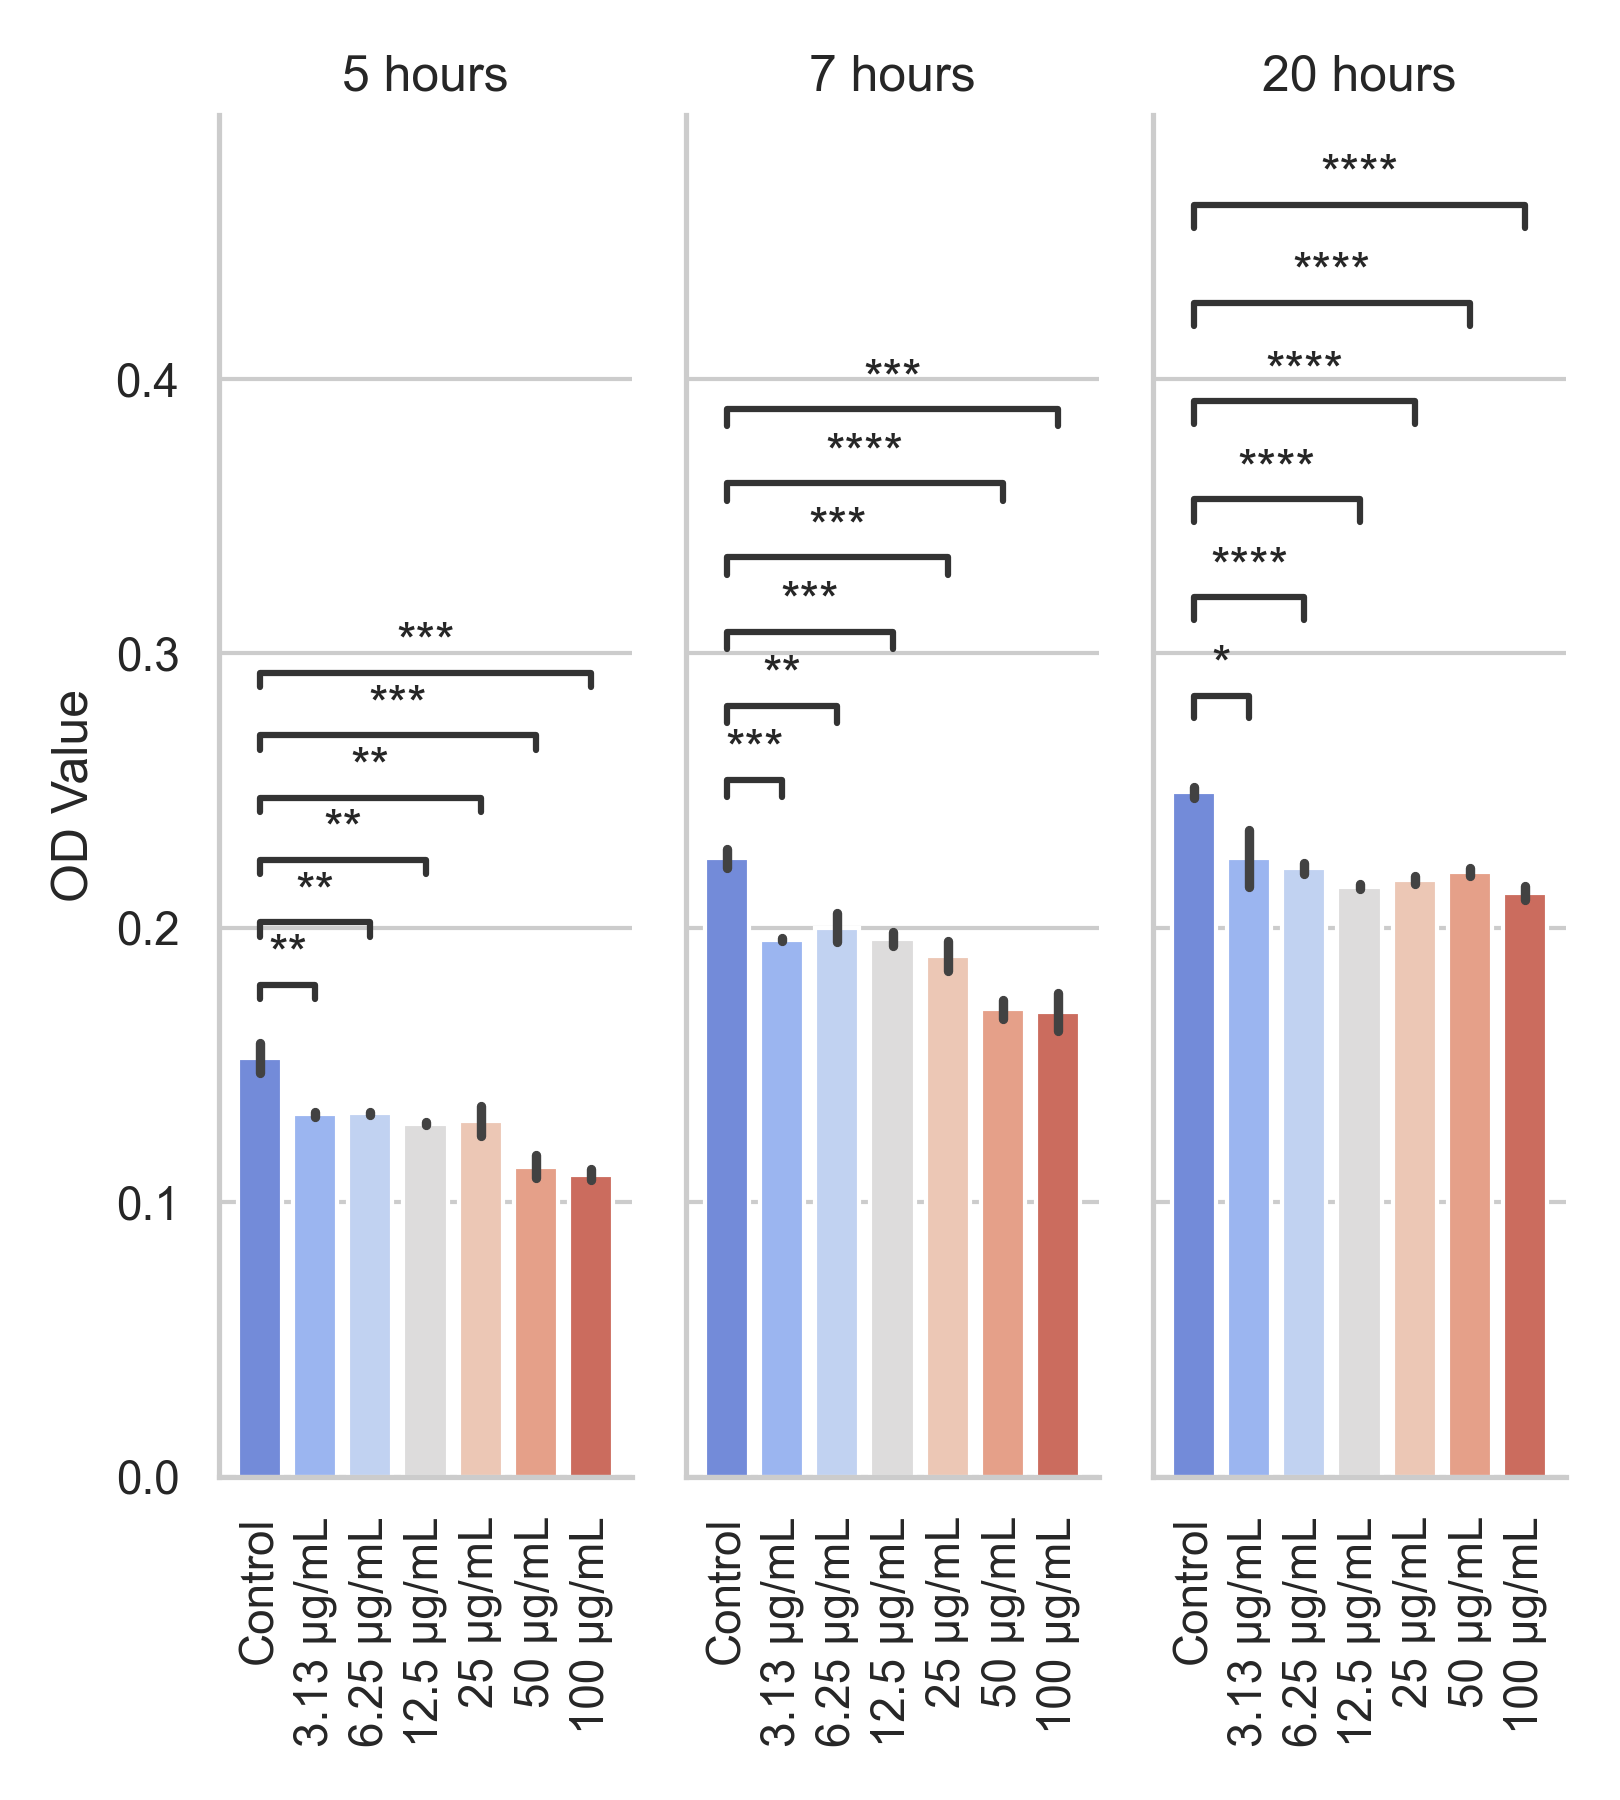 5 hours
7 hours
20 hours
OD Value
0.4
0.3
0.2
0.1
0.0
***
***
**
**
**
**
***
****
***
***
**
***
****
****
****
****
****
*
Control
3.13 µg/mL
6.25 µg/mL
12.5 µg/mL
25 µg/mL
50 µg/mL
100 µg/mL
Control
3.13 µg/mL
6.25 µg/mL
12.5 µg/mL
25 µg/mL
50 µg/mL
100 µg/mL
Control
3.13 µg/mL
6.25 µg/mL
12.5 µg/mL
25 µg/mL
50 µg/mL
100 µg/mL